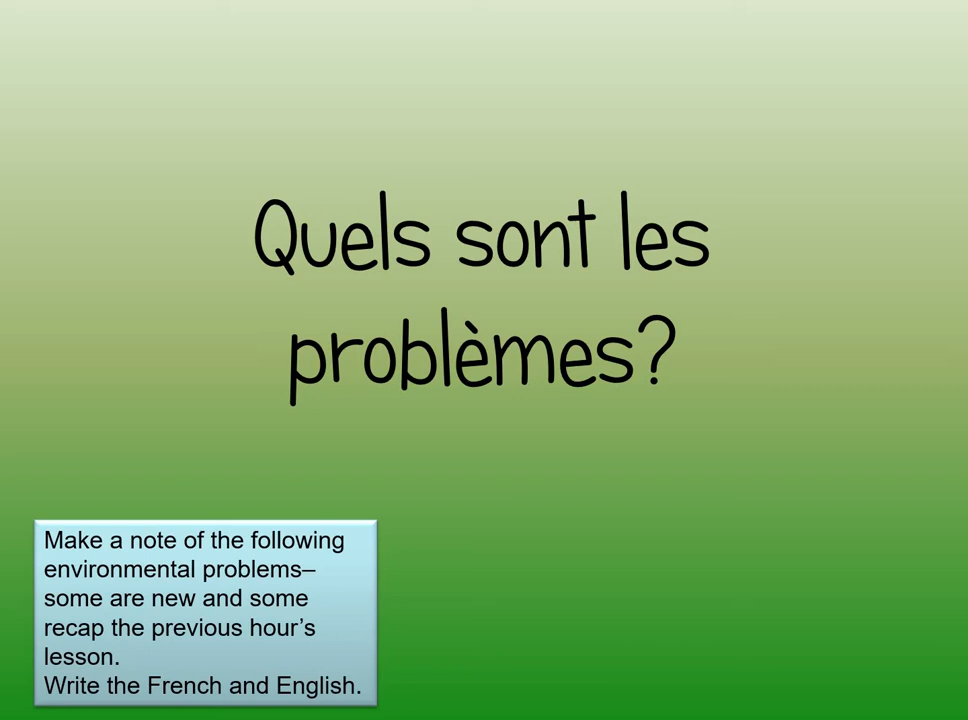 Quels sont les
problèmes?
Make a note of the following
environmental problems–
some are new and some
recap the previous hour's
lesson.
Write the French and English.